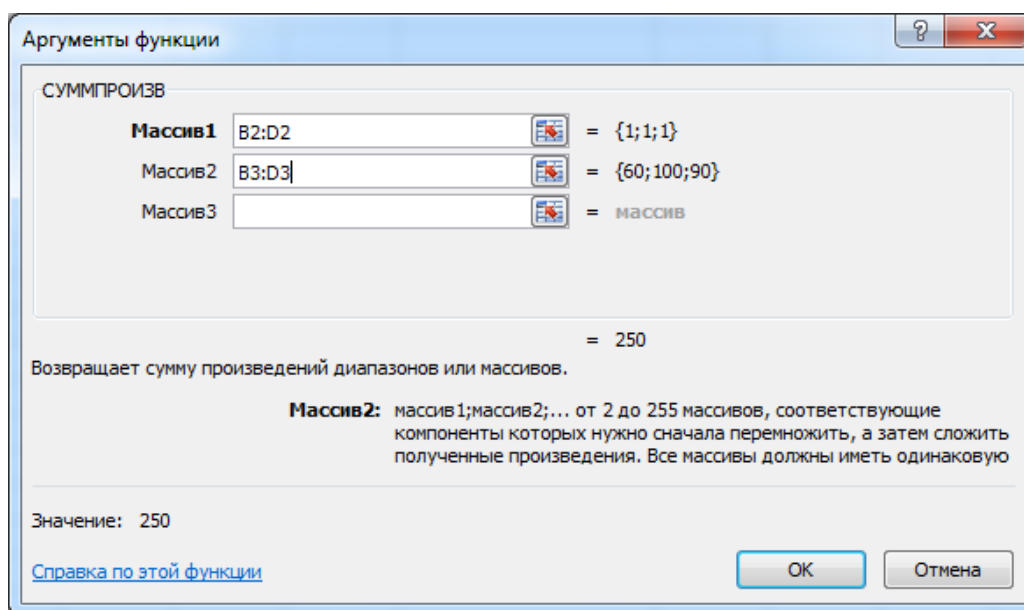 Аргументы функции
СУММПРОИЗВ
Массив1 B2:D2 = {1;1;1}
Массив2 B3:D3 = {60;100;90}
Массив3 = массив
= 250
Возвращает сумму произведений диапазонов или массивов.
Массив2: массив1;массив2;... от 2 до 255 массивов, соответствующие
компоненты которых нужно сначала перемножить, а затем сложить
полученные произведения. Все массивы должны иметь одинаковую
Значение: 250
Справка по этой функции
ОК
Отмена